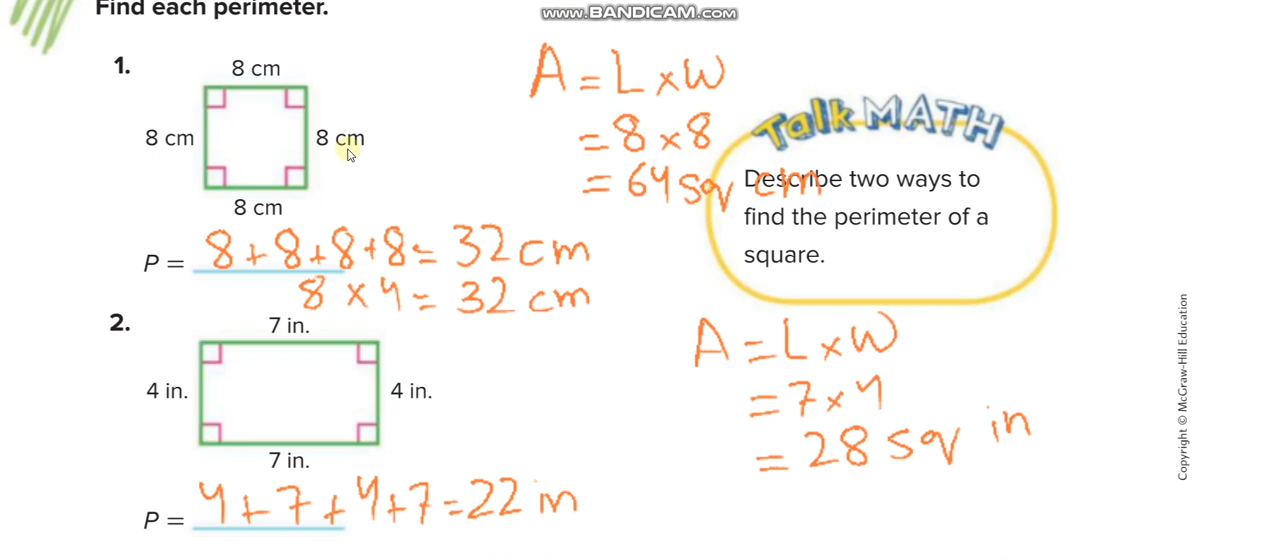 Find each perimeter.
www.BANDICAM.com
1.
8 cm
8 cm
8 cm
8 cm
P = 8 + 8 + 8 + 8 = 32 cm
8 × 4 = 32 cm
A = L × W
= 8 × 8
= 64 sq cm
Talk MATH
Describe two ways to
find the perimeter of a
square.
2.
7 in.
4 in.
4 in.
7 in.
P = 4 + 7 + 4 + 7 = 22 in
A = L × W
= 7 × 4
= 28 sq in
Copyright © McGraw-Hill Education